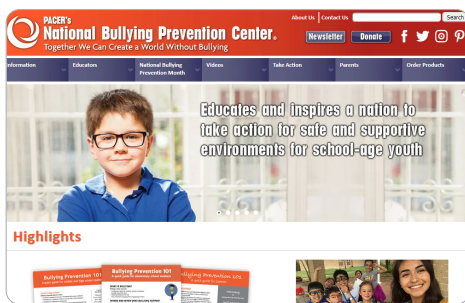 About Us Contact Us Search
PACER's
National Bullying Prevention Center®
Together We Can Create a World Without Bullying
Newsletter Donate
Information Educators National Bullying Videos Take Action Parents Order Products
Prevention Month
Educates and inspires a nation to
take action for safe and supportive
environments for school-age youth
Highlights
Bullying Prevention 101
Bullying Prevention 101
Bullying Prevention 101